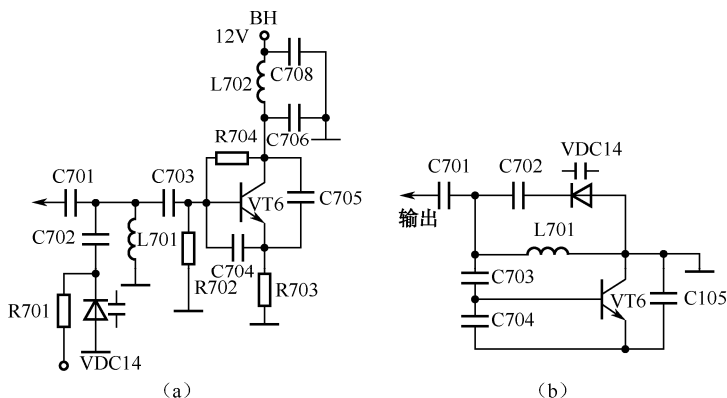 BH
12V
L702
C708
C706
R704
C701
C703
VT6
C705
C702
L701
C704
R702
R703
R701
VDC14
(a)
VDC14
C701
C702
输出
L701
C703
VT6
C105
C704
(b)